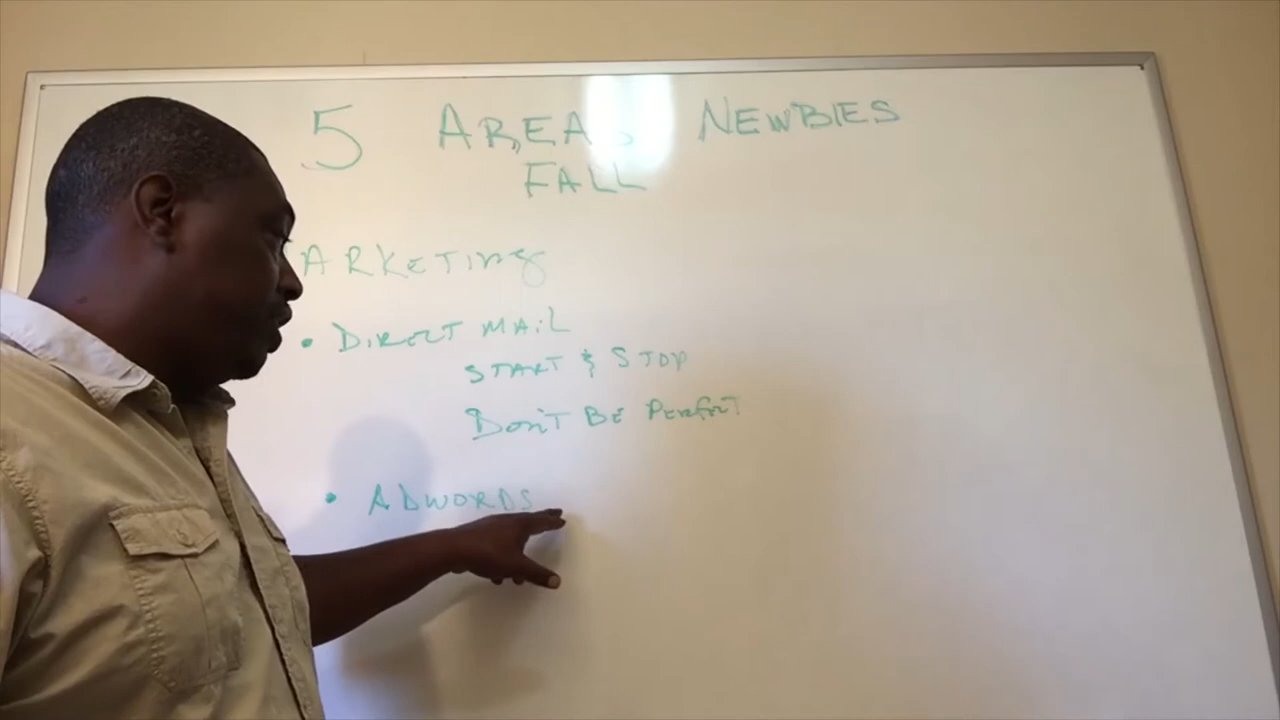 5 AREAS NEWBIES
FALL
ARKETING
• DIRECT MAIL
START & STOP
DON'T BE PERFECT
• ADWORDS